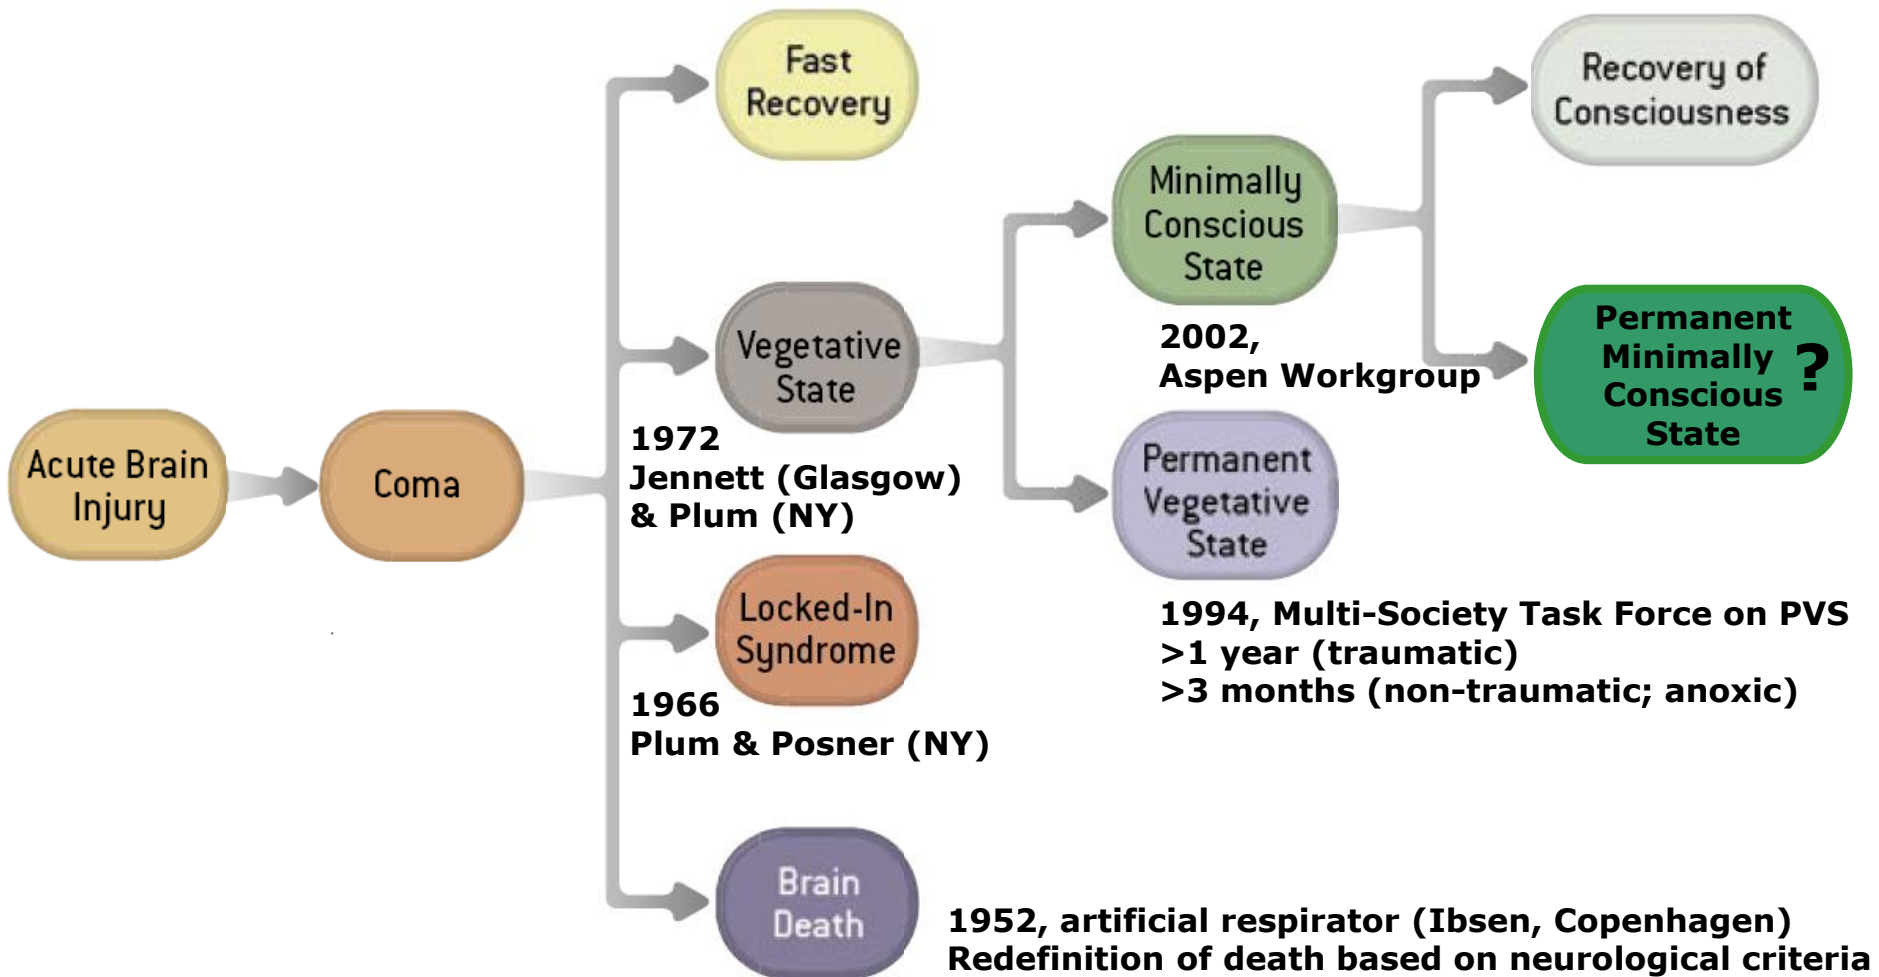 Fast
Recovery
Recovery of
Consciousness
Minimally
Conscious
State
2002,
Aspen Workgroup
Permanent
Minimally
Conscious
State
?
Vegetative
State
1972
Jennett (Glasgow)
& Plum (NY)
Acute Brain
Injury
Coma
Permanent
Vegetative
State
1994, Multi-Society Task Force on PVS
>1 year (traumatic)
>3 months (non-traumatic; anoxic)
Locked-In
Syndrome
1966
Plum & Posner (NY)
Brain
Death
1952, artificial respirator (Ibsen, Copenhagen)
Redefinition of death based on neurological criteria